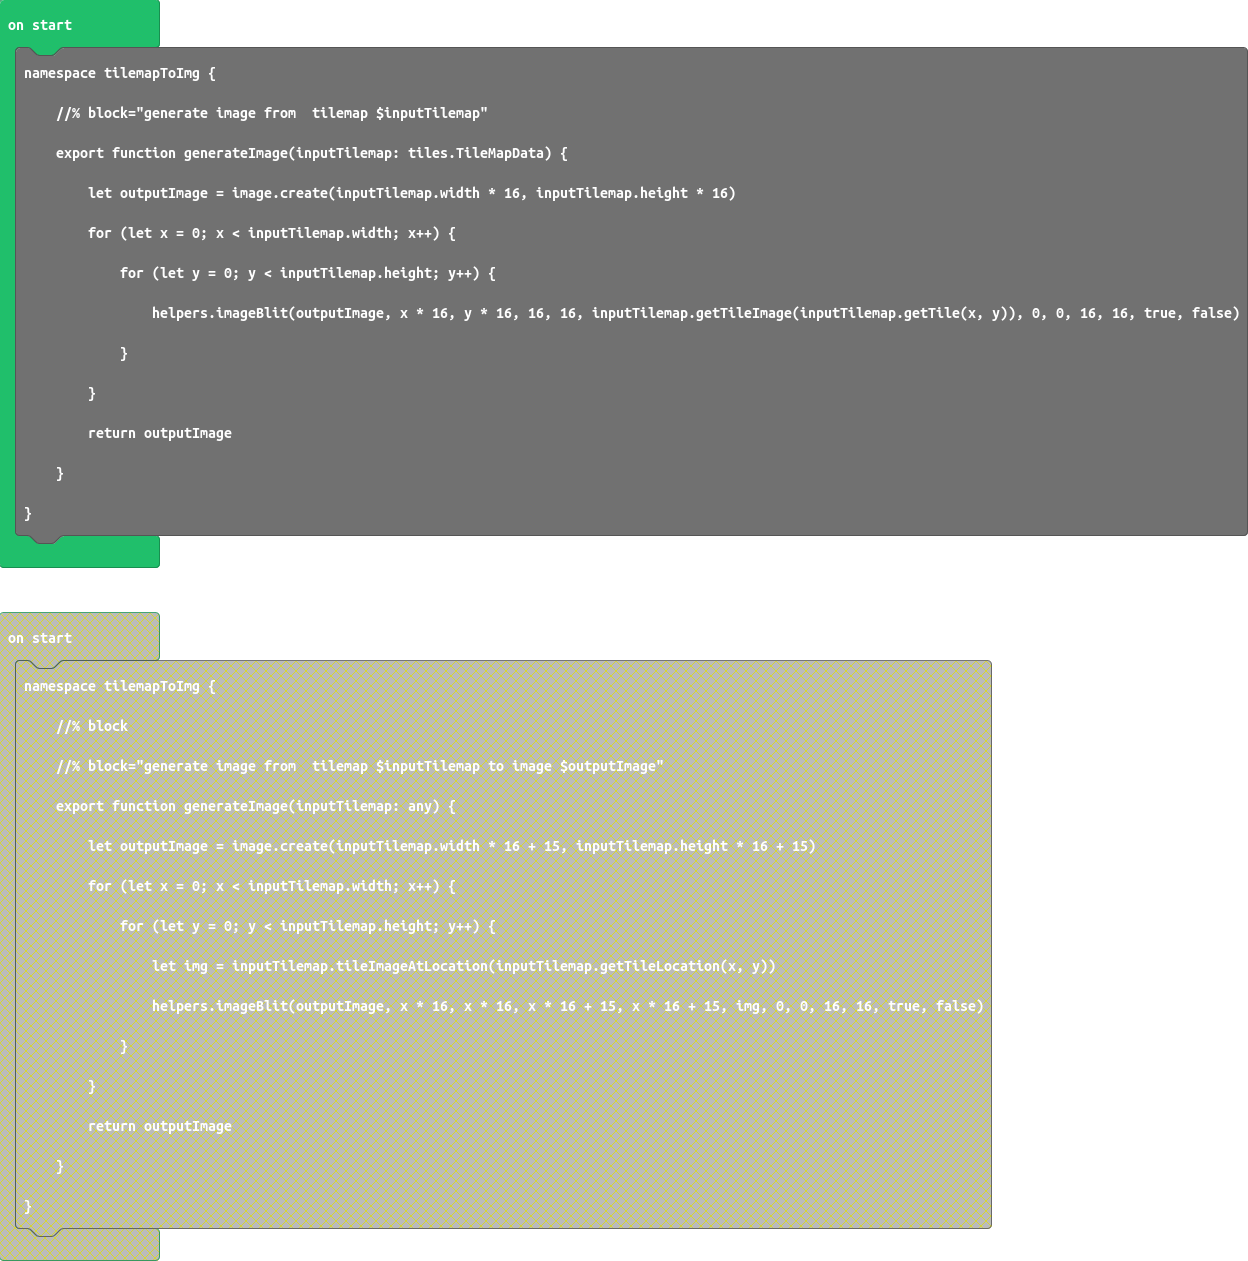 on start
namespace tilemapToImg {
    //% block="generate image from  tilemap $inputTilemap"
    export function generateImage(inputTilemap: tiles.TileMapData) {
        let outputImage = image.create(inputTilemap.width * 16, inputTilemap.height * 16)
        for (let x = 0; x < inputTilemap.width; x++) {
            for (let y = 0; y < inputTilemap.height; y++) {
                helpers.imageBlit(outputImage, x * 16, y * 16, 16, 16, inputTilemap.getTileImage(inputTilemap.getTile(x, y)), 0, 0, 16, 16, true, false)
            }
        }
        return outputImage
    }
}
on start
namespace tilemapToImg {
    //% block
    //% block="generate image from  tilemap $inputTilemap to image $outputImage"
    export function generateImage(inputTilemap: any) {
        let outputImage = image.create(inputTilemap.width * 16 + 15, inputTilemap.height * 16 + 15)
        for (let x = 0; x < inputTilemap.width; x++) {
            for (let y = 0; y < inputTilemap.height; y++) {
                let img = inputTilemap.tileImageAtLocation(inputTilemap.getTileLocation(x, y))
                helpers.imageBlit(outputImage, x * 16, x * 16, x * 16 + 15, x * 16 + 15, img, 0, 0, 16, 16, true, false)
            }
        }
        return outputImage
    }
}